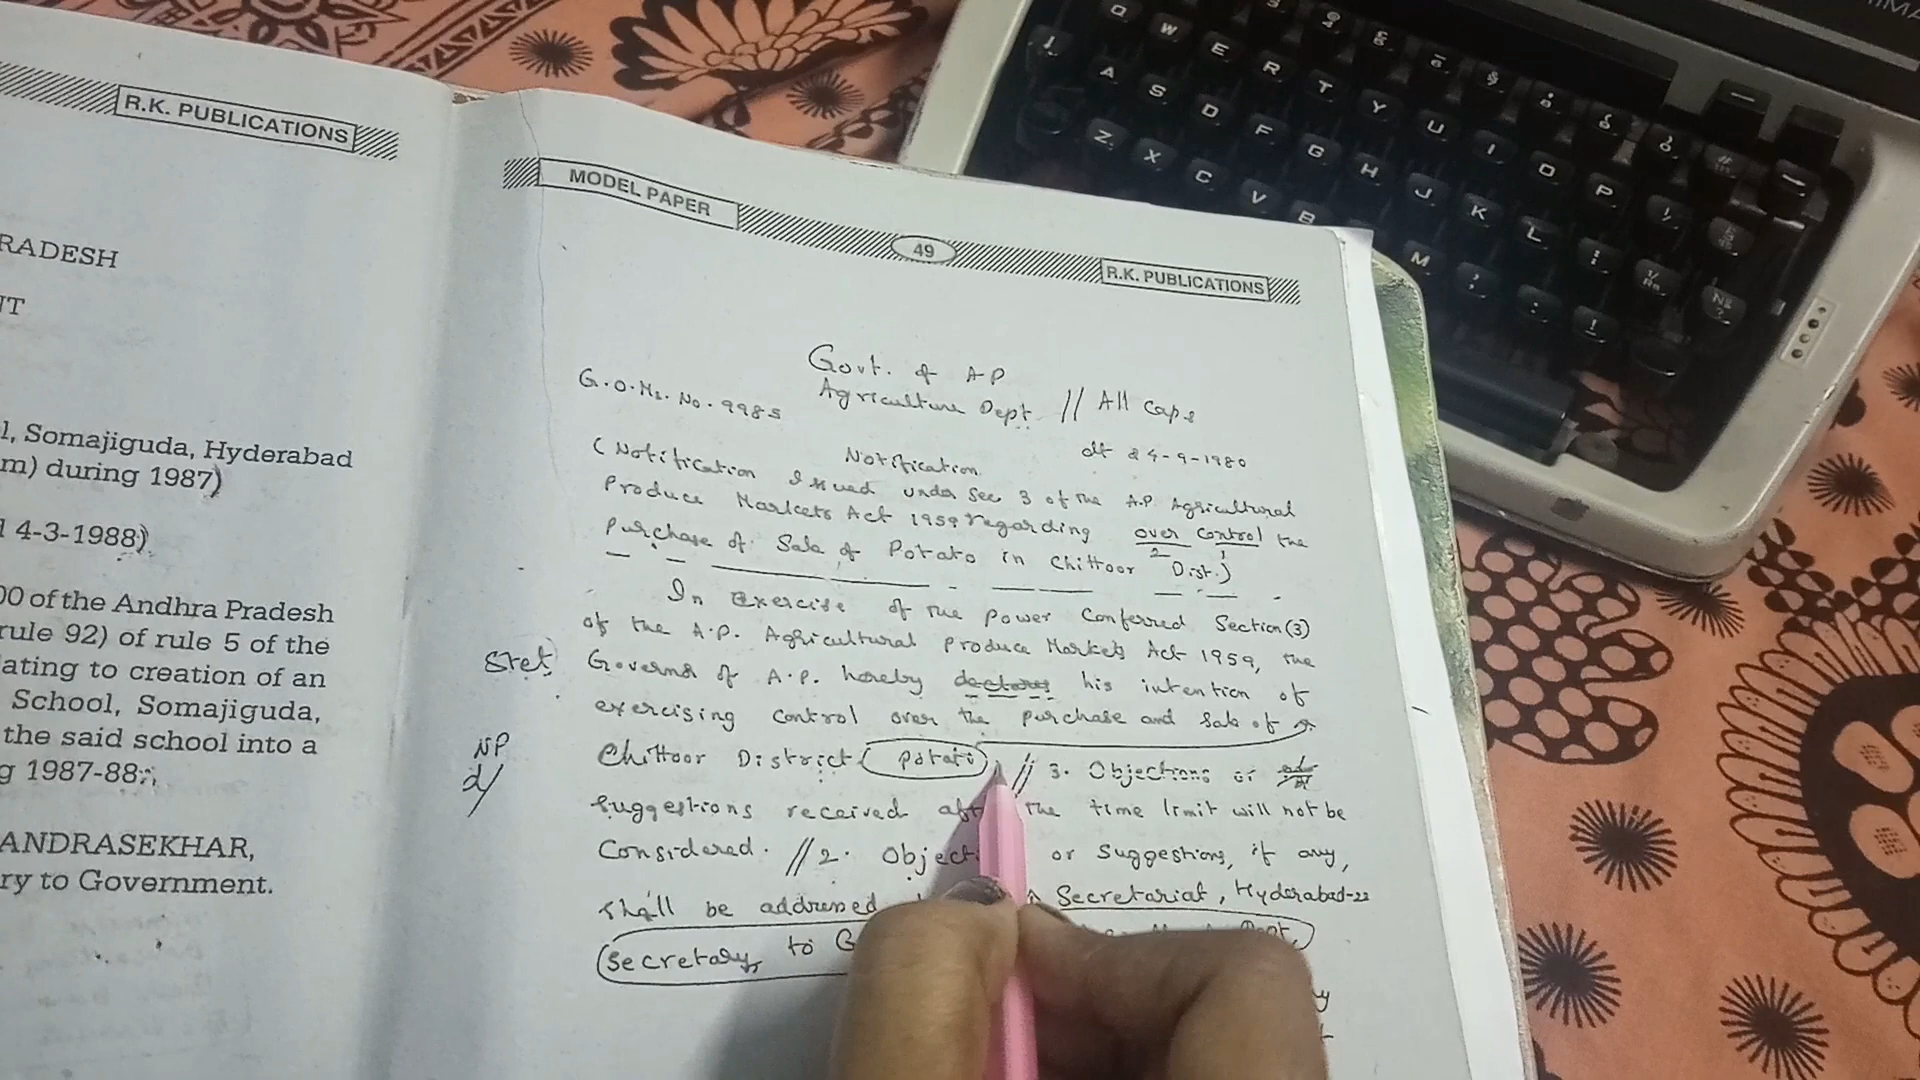 R.K. PUBLICATIONS
RADESH
NT
l, Somajiguda, Hyderabad
m) during 1987)
4-3-1988)
00 of the Andhra Pradesh
rule 92) of rule 5 of the
lating to creation of an
School, Somajiguda,
the said school into a
g 1987-88;
ANDRASEKHAR,
ry to Government.
MODEL PAPER
49
R.K. PUBLICATIONS
Govt. of AP
Agriculture Dept // All caps
G.O.Ms. No. 9985
Notification
dt 24-9-1980
(Notification Issued under Sec 3 of the A.P. Agricultural
Produce Markets Act 1959 regarding over control the
2 1
purchase of Sale of Potato in Chittoor Dist.)
In Exercise of the power Conferred Section (3)
of the A.P. Agricultural produce Markets Act 1959, the
Stet Governor of A.P. hereby declares his intention of
exercising control over the purchase and Sale of
NP
Chittoor District Potato // 3. Objections or
d/
Suggestions received the time limit will not be
Considered. // 2. or Suggestions, if any,
shall be addressed Secretariat, Hyderabad-22
Secretary to Dept,
Q W E R T Y U I O P
A S D F G H J K L
Z X C V B M